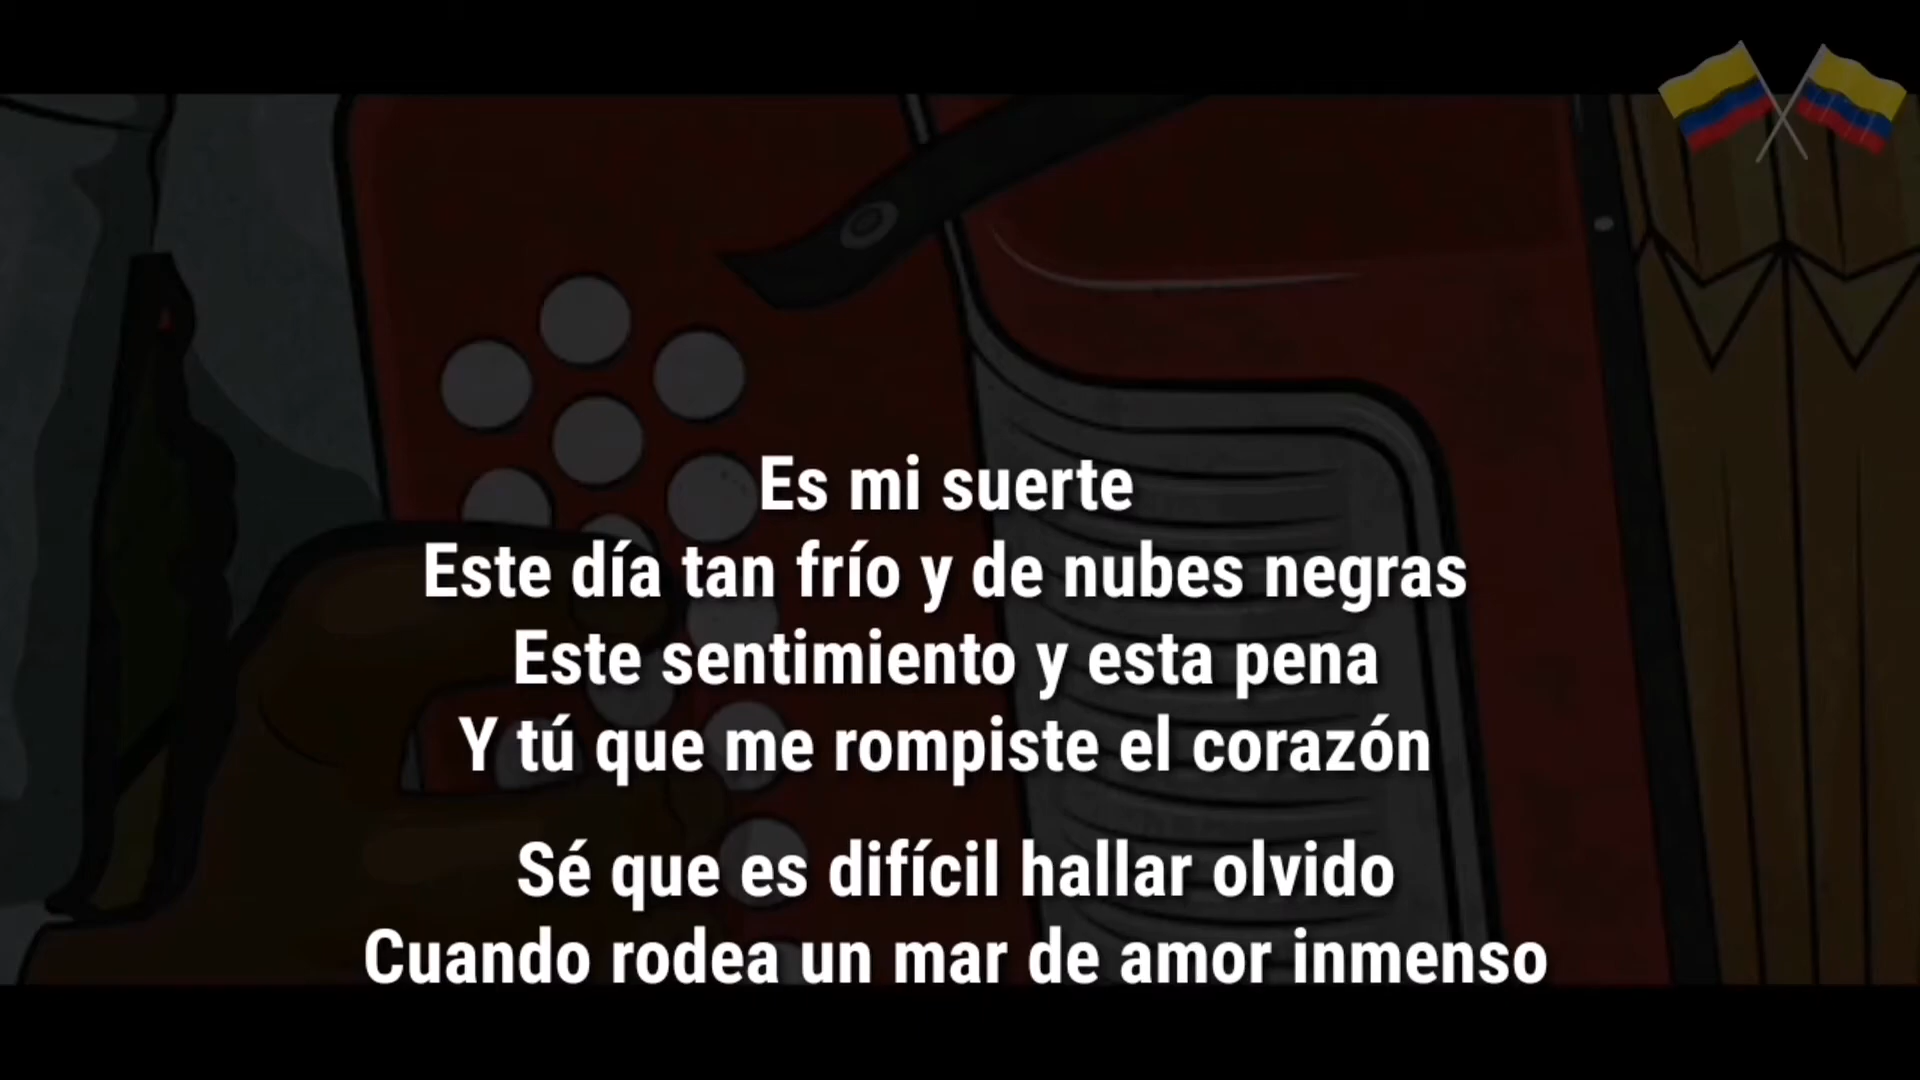 Es mi suerte
Este día tan frío y de nubes negras
Este sentimiento y esta pena
Y tú que me rompiste el corazón
Sé que es difícil hallar olvido
Cuando rodea un mar de amor inmenso